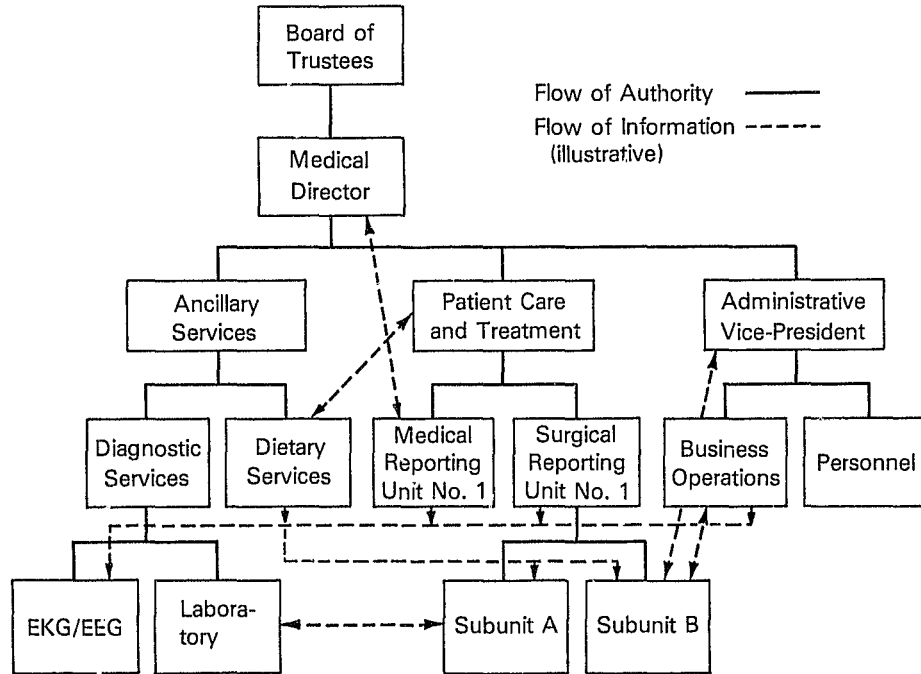 Board of
Trustees
Flow of Authority
Flow of Information
(illustrative)
Medical
Director
Ancillary
Services
Patient Care
and Treatment
Administrative
Vice-President
Diagnostic
Services
Dietary
Services
Medical
Reporting
Unit No. 1
Surgical
Reporting
Unit No. 1
Business
Operations
Personnel
EKG/EEG
Labora-
tory
Subunit A
Subunit B